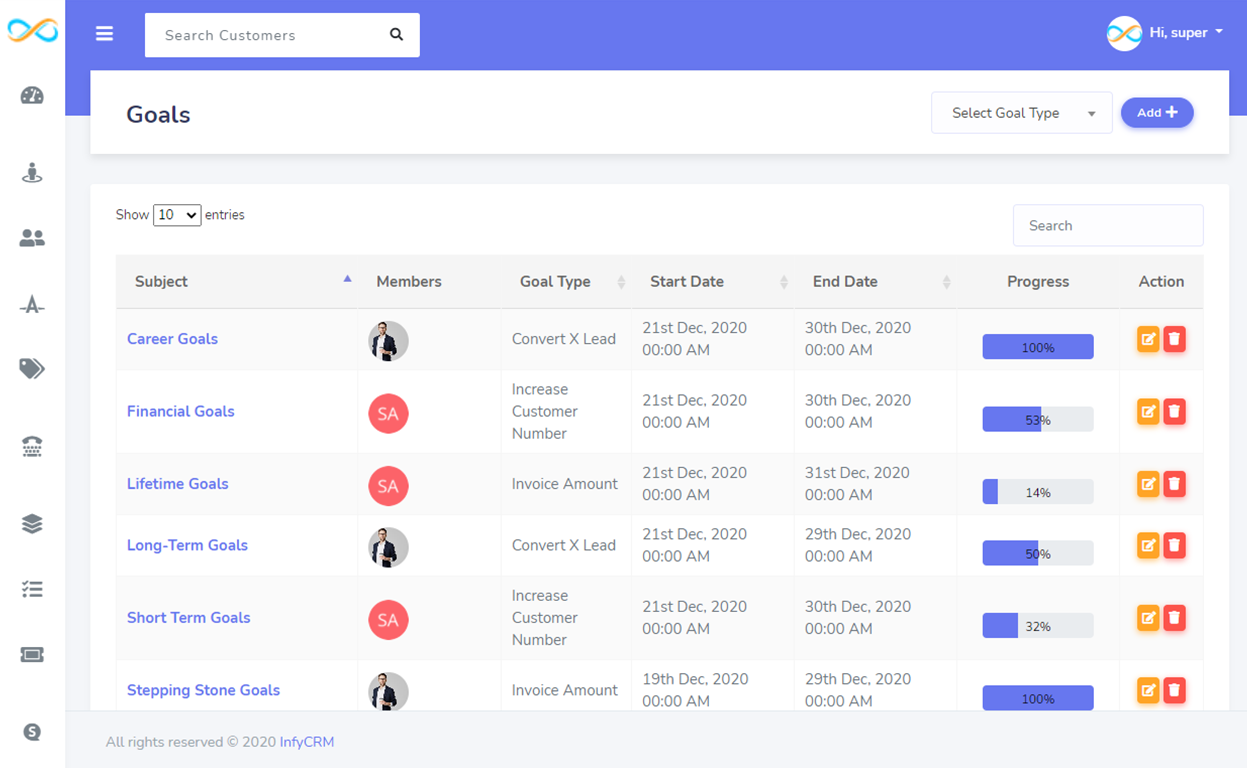 Search Customers
Hi, super
Goals
Select Goal Type
Add
Show 10 entries
Search
Subject Members Goal Type Start Date End Date Progress Action
Career Goals
Convert X Lead
21st Dec, 2020
00:00 AM
30th Dec, 2020
00:00 AM
100%
Financial Goals
SA
Increase
Customer
Number
21st Dec, 2020
00:00 AM
30th Dec, 2020
00:00 AM
53%
Lifetime Goals
SA
Invoice Amount
21st Dec, 2020
00:00 AM
31st Dec, 2020
00:00 AM
14%
Long-Term Goals
Convert X Lead
21st Dec, 2020
00:00 AM
29th Dec, 2020
00:00 AM
50%
Short Term Goals
SA
Increase
Customer
Number
21st Dec, 2020
00:00 AM
30th Dec, 2020
00:00 AM
32%
Stepping Stone Goals
Invoice Amount
19th Dec, 2020
00:00 AM
29th Dec, 2020
00:00 AM
100%
All rights reserved © 2020 InfyCRM